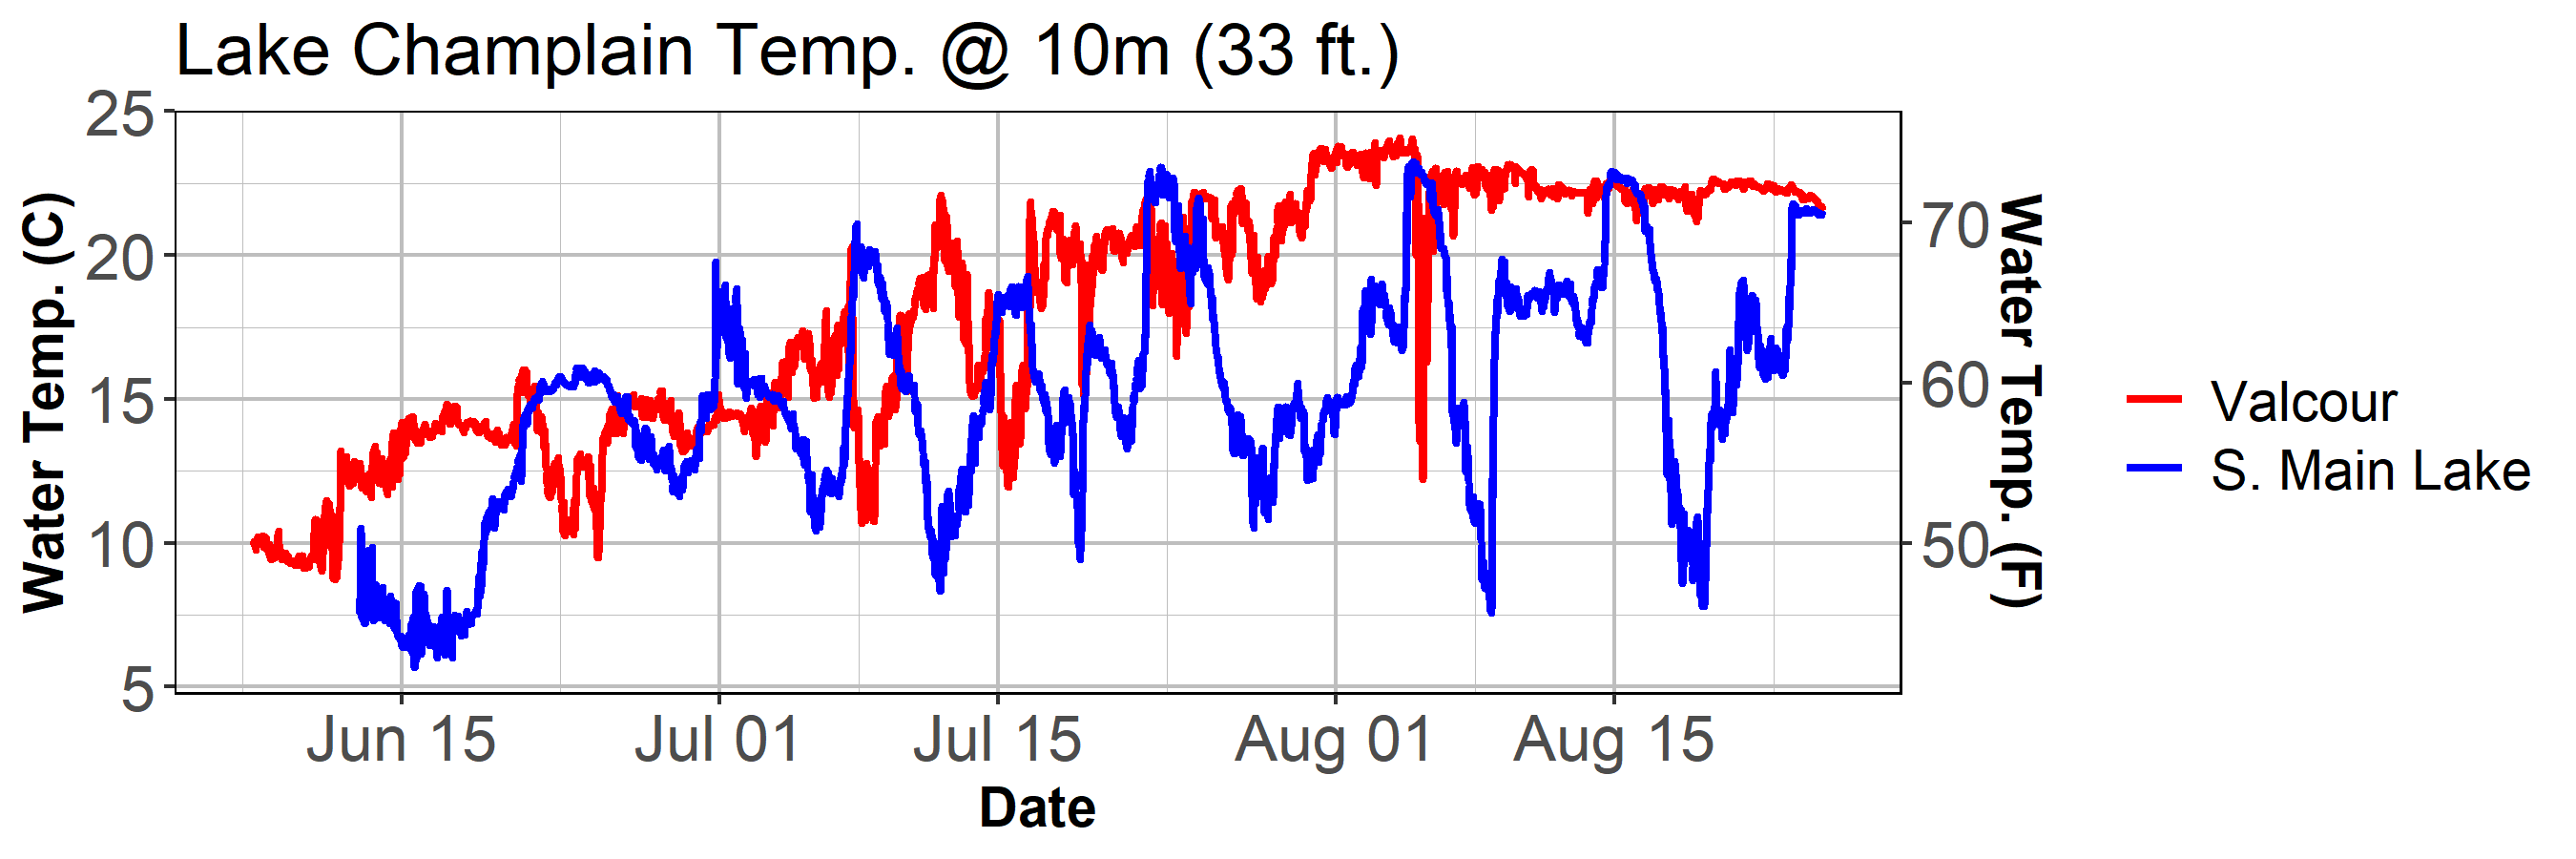 Lake Champlain Temp. @ 10m (33 ft.)
Water Temp. (C)
25
20
15
10
5
70
60
50
Water Temp. (F)
Jun 15
Jul 01
Jul 15
Aug 01
Aug 15
Date
Valcour
S. Main Lake